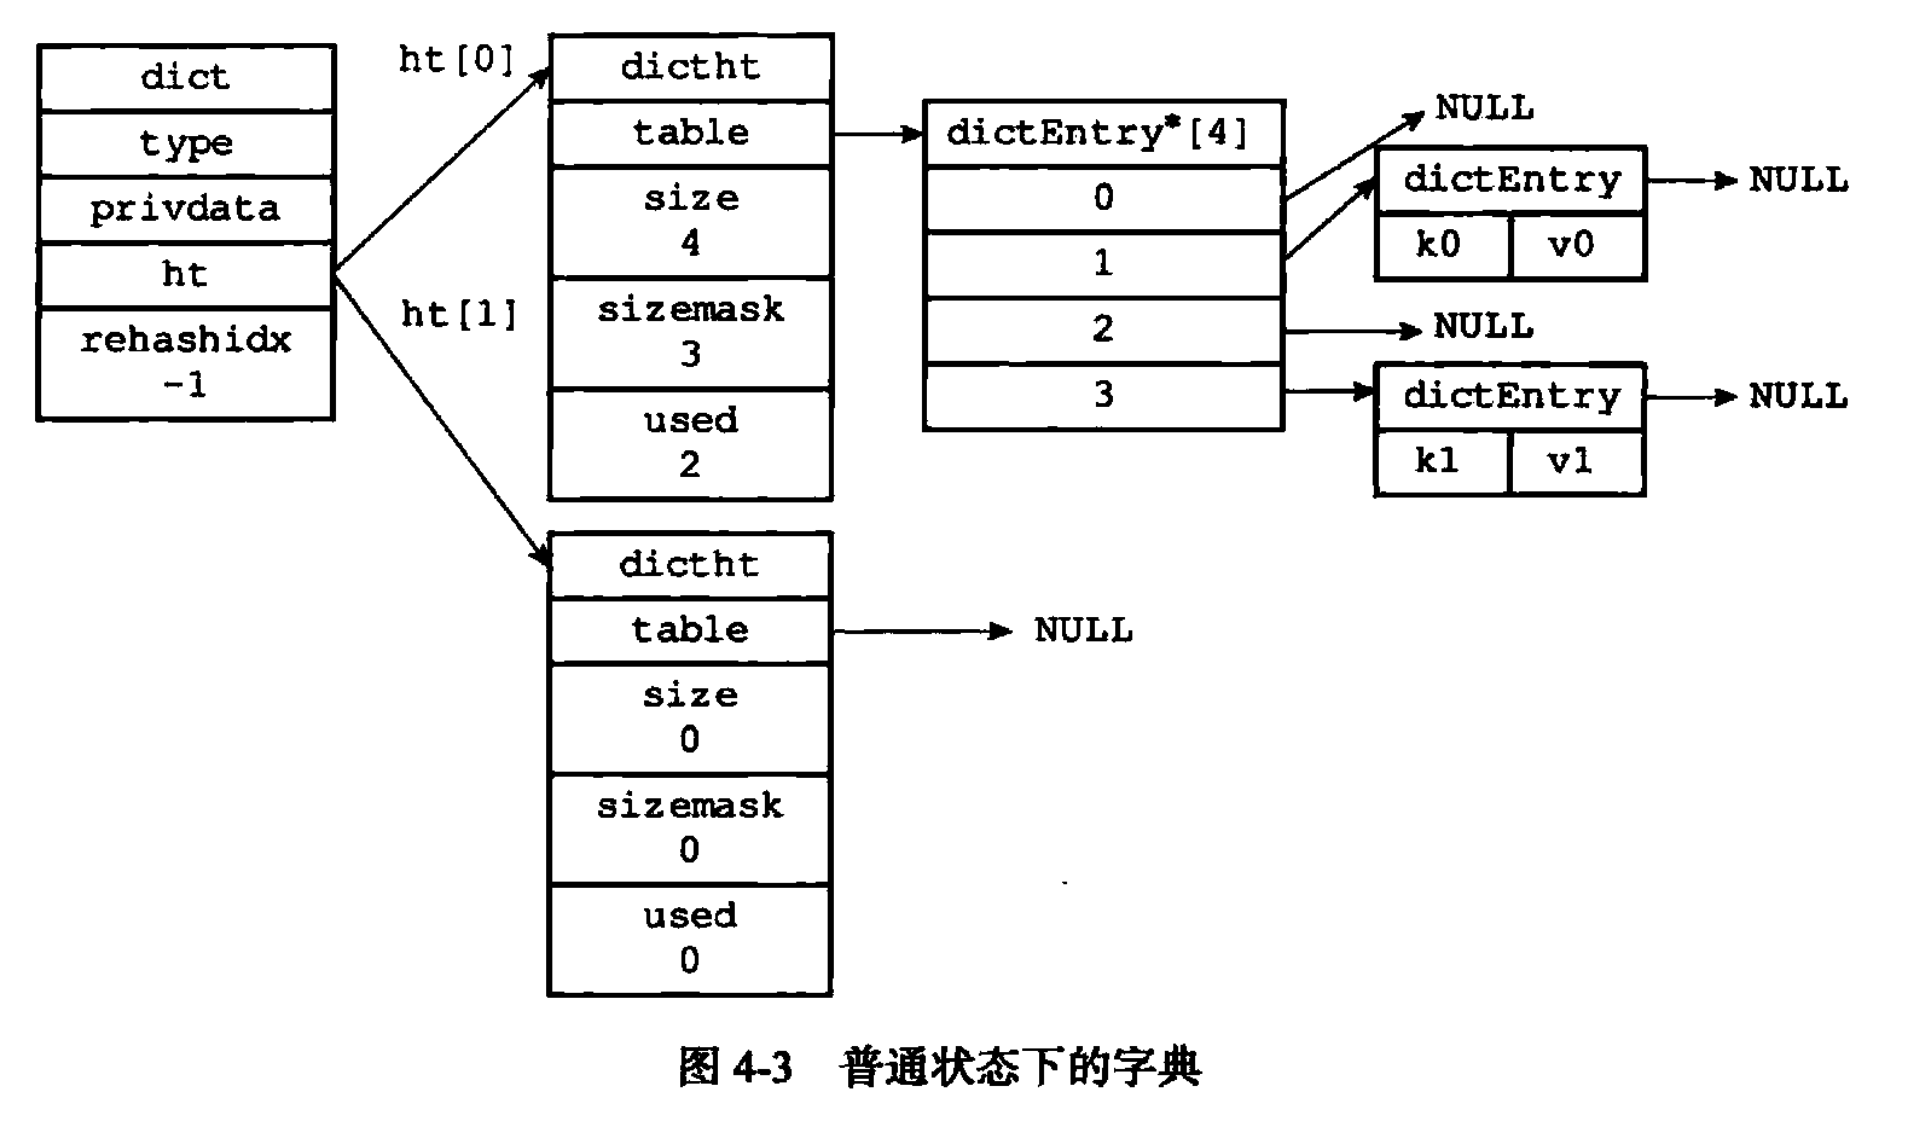 dict
type
privdata
ht
rehashidx
-1
ht[0]
ht[1]
dictht
table
size
4
sizemask
3
used
2
dictEntry*[4]
0
1
2
3
NULL
dictEntry
k0 v0
NULL
NULL
dictEntry
k1 v1
NULL
dictht
table
size
0
sizemask
0
used
0
NULL
图 4-3 普通状态下的字典